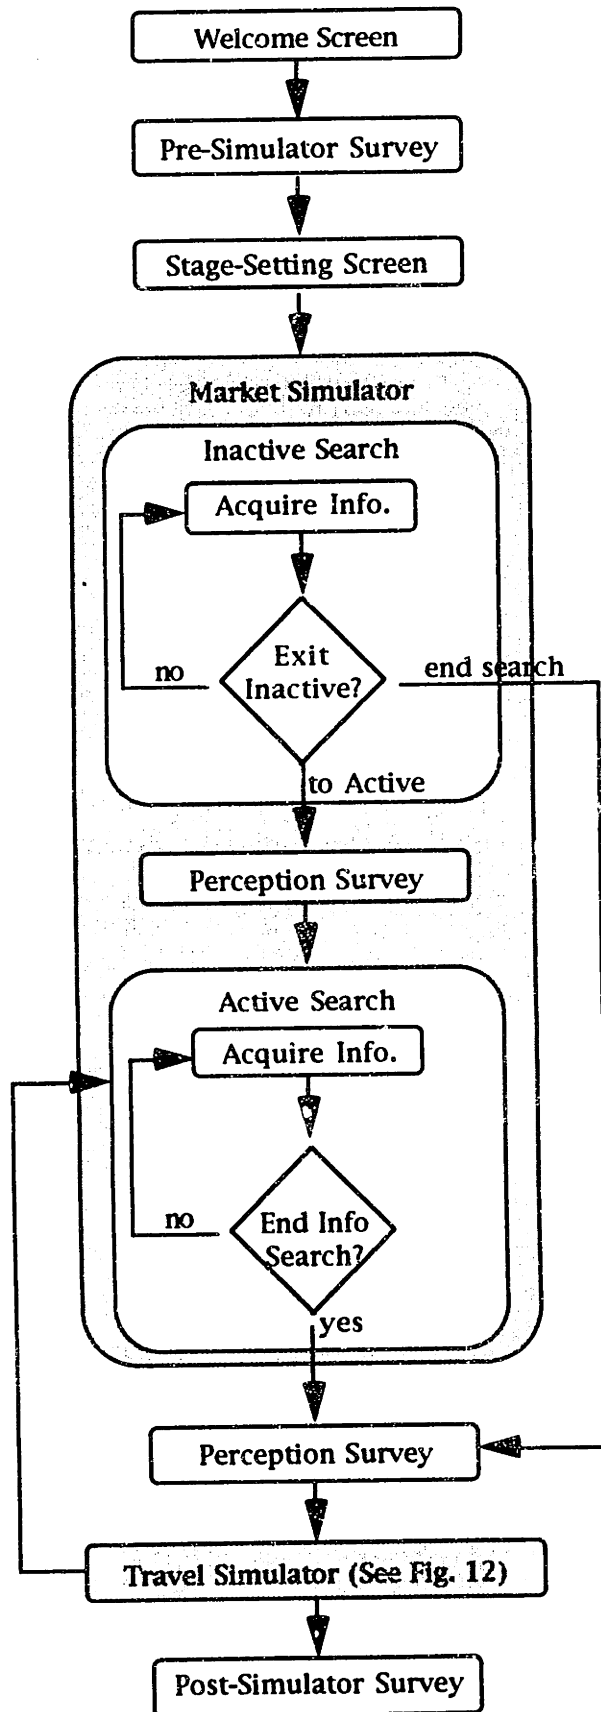 Welcome Screen
Pre-Simulator Survey
Stage-Setting Screen
Market Simulator
Inactive Search
Acquire Info.
Exit
Inactive?
no
end search
to Active
Perception Survey
Active Search
Acquire Info.
End Info
Search?
no
yes
Perception Survey
Travel Simulator (See Fig. 12)
Post-Simulator Survey